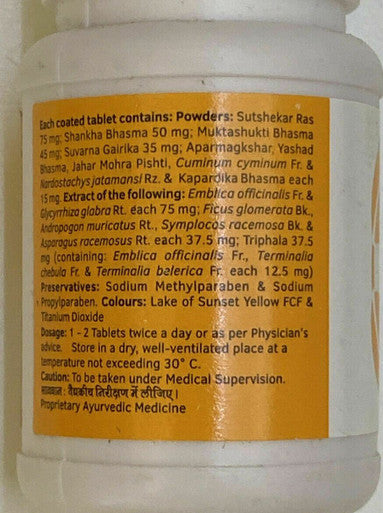 Each coated tablet contains: Powders: Sutshekar Ras
75 mg; Shankha Bhasma 50 mg; Muktashukti Bhasma
45 mg; Suvarna Gairika 35 mg; Aparmagkshar, Yashad
Bhasma, Jahar Mohra Pishti, Cuminum cyminum Fr. &
Nardostachys jatamansi Rz. & Kapardika Bhasma each
15 mg. Extract of the following: Emblica officinalis Fr. &
Glycyrrhiza glabra Rt. each 75 mg; Ficus glomerata Bk.,
Andropogon muricatus Rt., Symplocos racemosa Bk. &
Asparagus racemosus Rt. each 37.5 mg; Triphala 37.5
mg (containing: Emblica officinalis Fr., Terminalia
chebula Fr. & Terminalia balerica Fr. each 12.5 mg)
Preservatives: Sodium Methylparaben & Sodium
Propylparaben. Colours: Lake of Sunset Yellow FCF &
Titanium Dioxide
Dosage: 1 - 2 Tablets twice a day or as per Physician's
advice. Store in a dry, well-ventilated place at a
temperature not exceeding 30° C.
Caution: To be taken under Medical Supervision.
सावधान : वैद्यकीय निरीक्षण में लीजिए।
Proprietary Ayurvedic Medicine